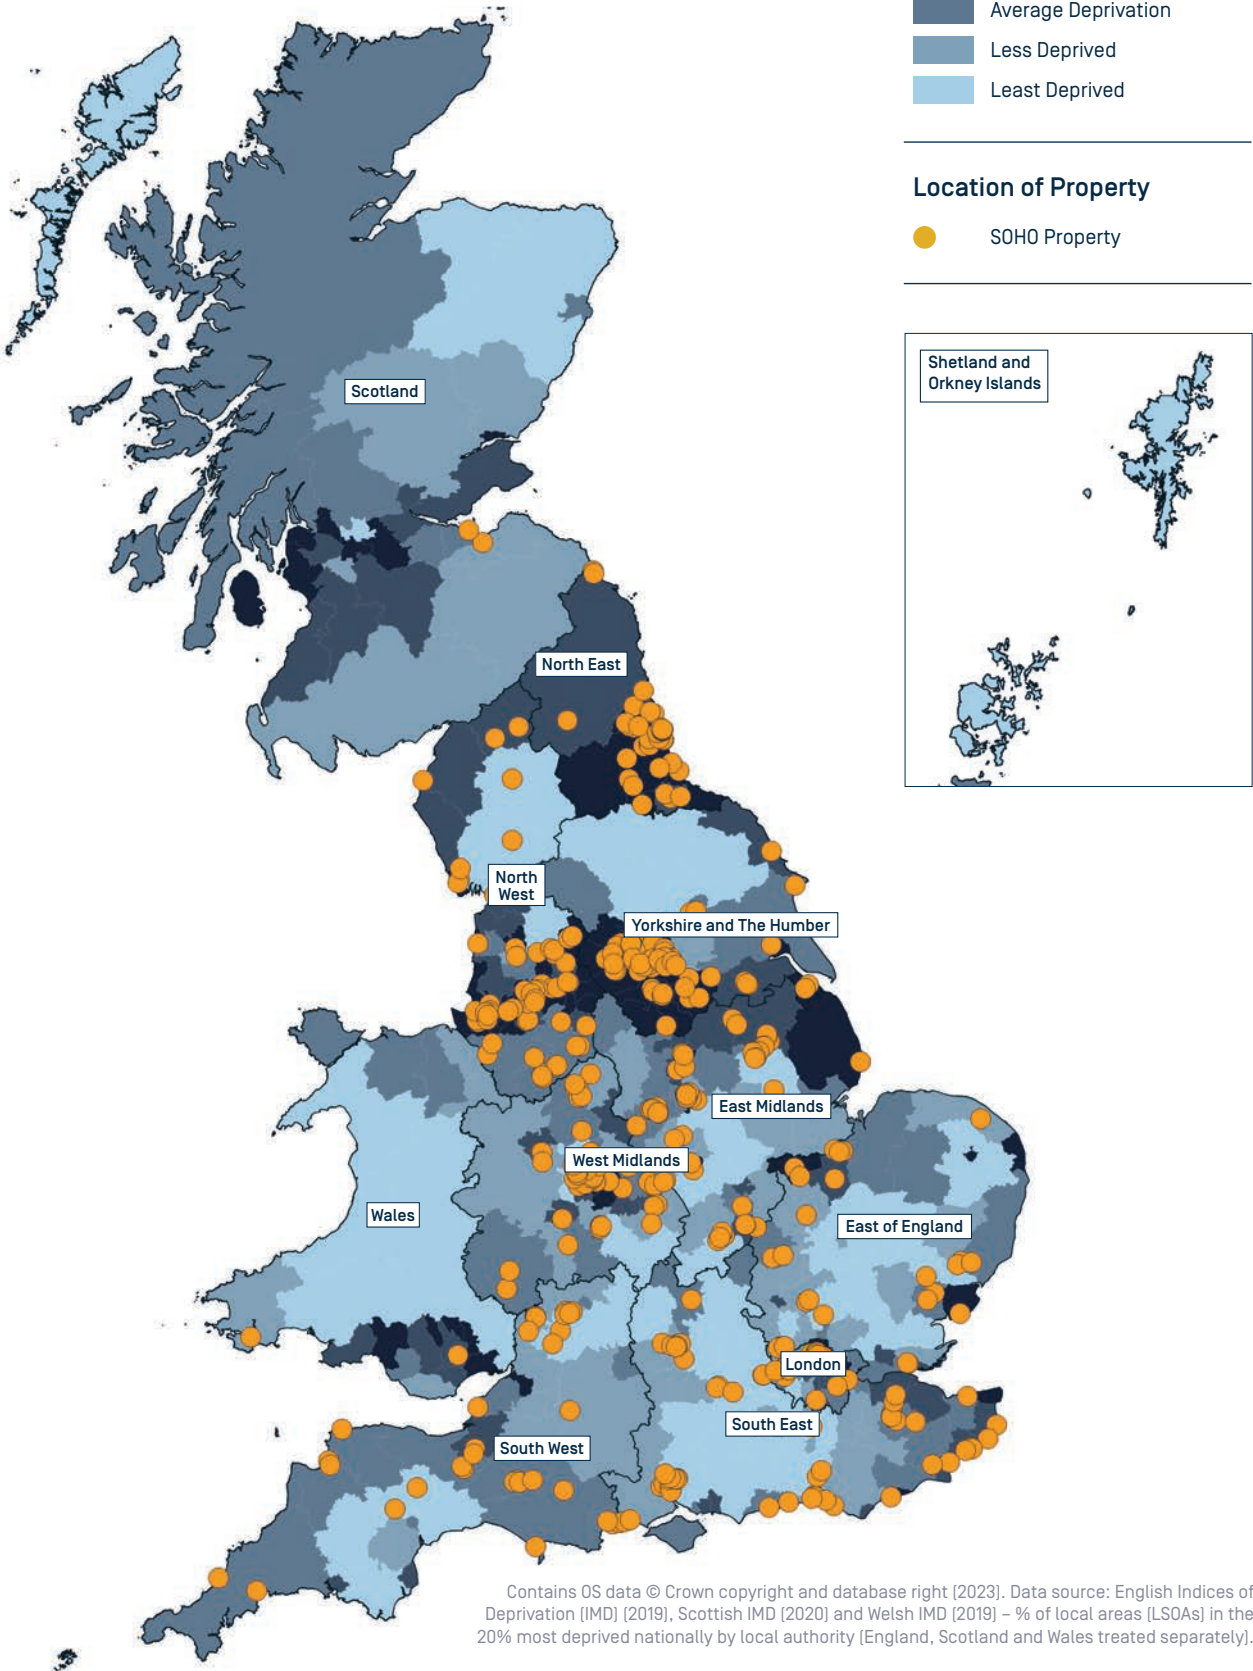 Average Deprivation
Less Deprived
Least Deprived
Location of Property
SOHO Property
Shetland and
Orkney Islands
Scotland
North East
North
West
Yorkshire and The Humber
East Midlands
West Midlands
Wales
East of England
London
South East
South West
Contains OS data © Crown copyright and database right [2023]. Data source: English Indices of
Deprivation [IMD] [2019], Scottish IMD [2020] and Welsh IMD [2019] – % of local areas [LSOAs] in the
20% most deprived nationally by local authority [England, Scotland and Wales treated separately].